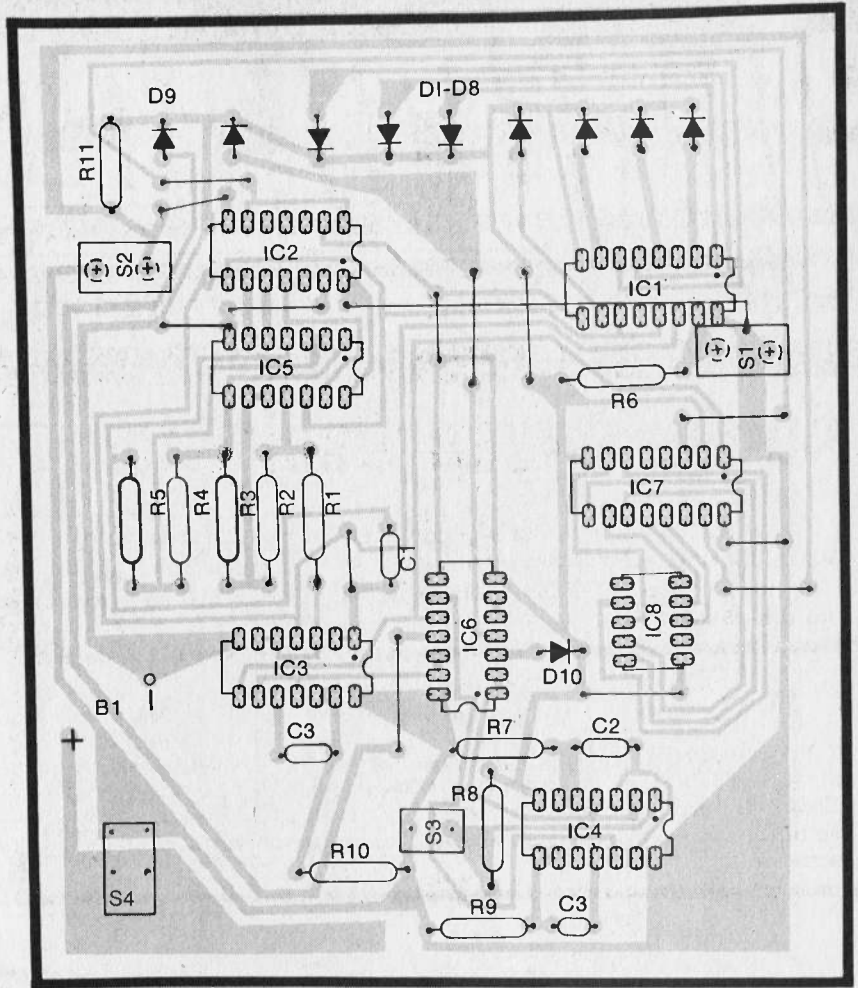 D9
D1-D8
R11
S2
(+) (+)
IC2
IC1
S1
(+) (+)
IC5
R6
R5
R4
R3
R2
R1
IC7
C1
IC6
IC8
IC3
D10
B1
+
C3
R7
C2
R8
IC4
S3
R10
S4
R9
C3